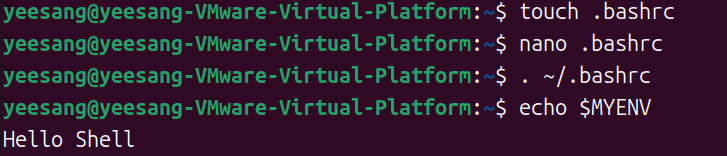 yeesang@yeesang-VMware-Virtual-Platform:~$ touch .bashrc
yeesang@yeesang-VMware-Virtual-Platform:~$ nano .bashrc
yeesang@yeesang-VMware-Virtual-Platform:~$ . ~/.bashrc
yeesang@yeesang-VMware-Virtual-Platform:~$ echo $MYENV
Hello Shell